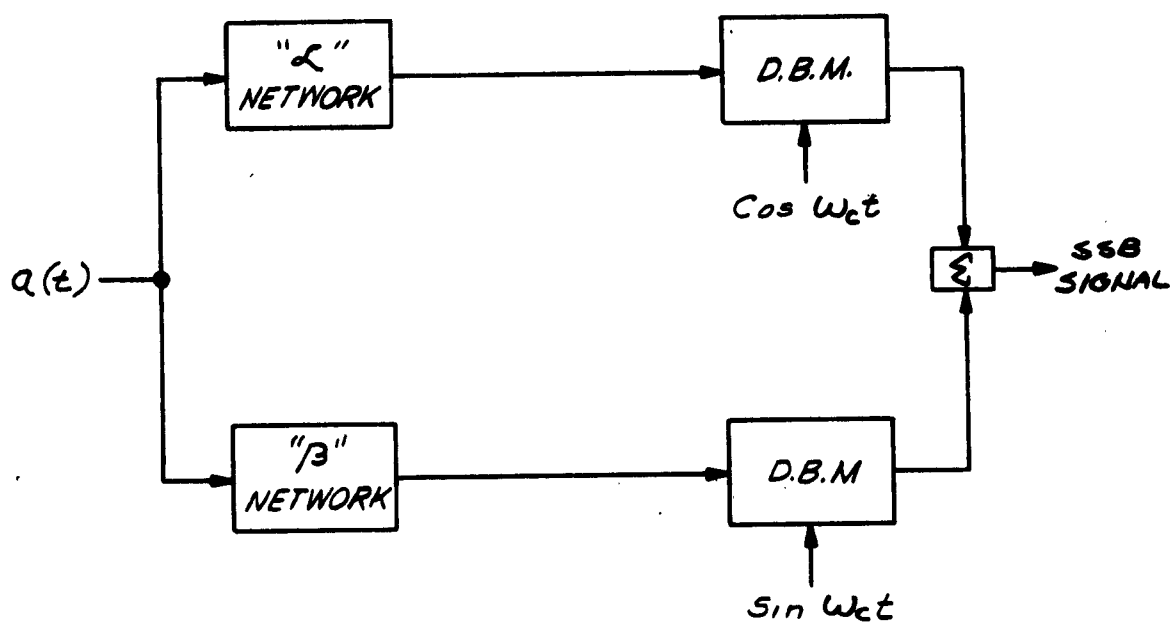 "α"
NETWORK
D.B.M.
Cos ωct
a(t)
Σ
SSB
SIGNAL
"β"
NETWORK
D.B.M
Sin ωct